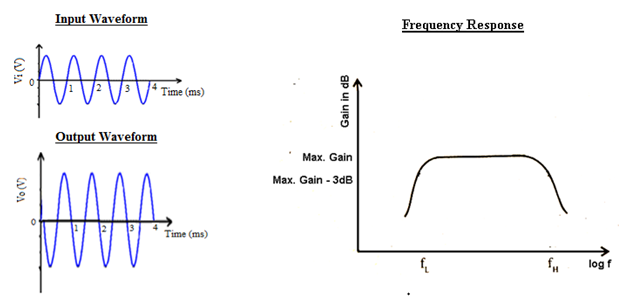 Input Waveform
Vi (V)
0
1 2 3 4 Time (ms)
Output Waveform
Vo (V)
0
1 2 3 4 Time (ms)
Frequency Response
Gain in dB
Max. Gain
Max. Gain - 3dB
fL fH log f